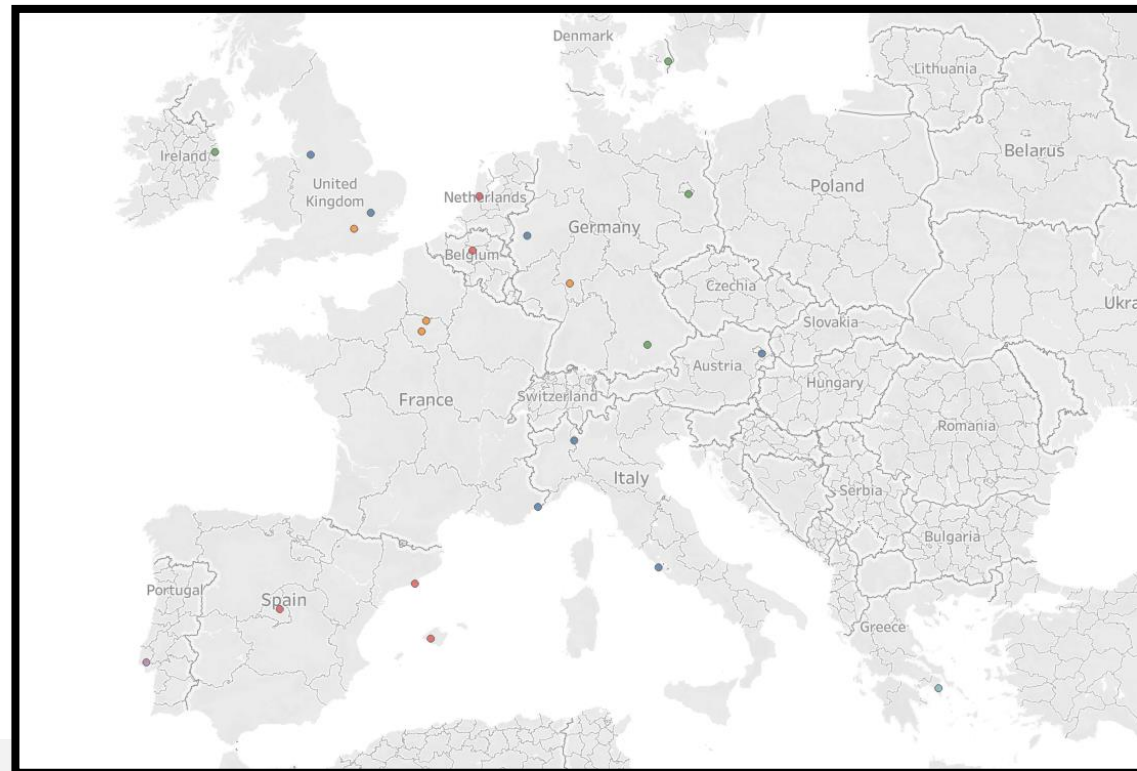 Denmark
Lithuania
Ireland
Belarus
United
Kingdom
Netherlands
Poland
Germany
Belgium
Czechia
Ukra
Slovakia
Austria
Hungary
France
Switzerland
Romania
Italy
Serbia
Bulgaria
Portugal
Spain
Greece